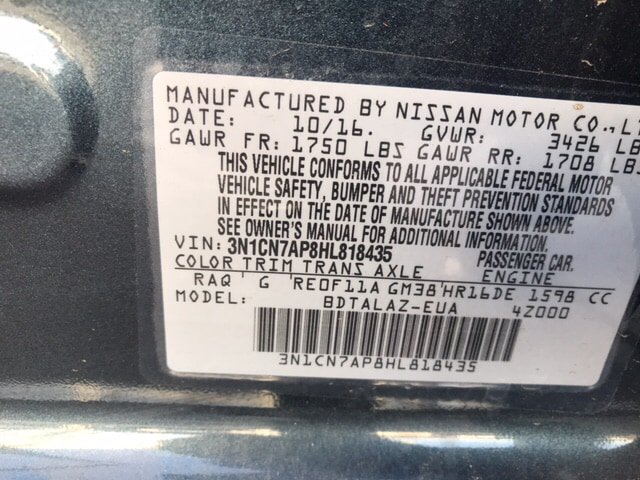 MANUFACTURED BY NISSAN MOTOR CO., LT
DATE: 10/16. GVWR: 3426 LB
GAWR FR: 1750 LBS GAWR RR: 1708 LBS
THIS VEHICLE CONFORMS TO ALL APPLICABLE FEDERAL MOTOR
VEHICLE SAFETY, BUMPER AND THEFT PREVENTION STANDARDS
IN EFFECT ON THE DATE OF MANUFACTURE SHOWN ABOVE.
SEE OWNER'S MANUAL FOR ADDITIONAL INFORMATION.
VIN: 3N1CN7AP8HL818435 PASSENGER CAR.
COLOR TRIM TRANS AXLE ENGINE
RAQ ' G 'RE0F11A GM38'HR16DE 1598 CC
MODEL: BDTALAZ-EUA 4Z000
3N1CN7AP8HL818435